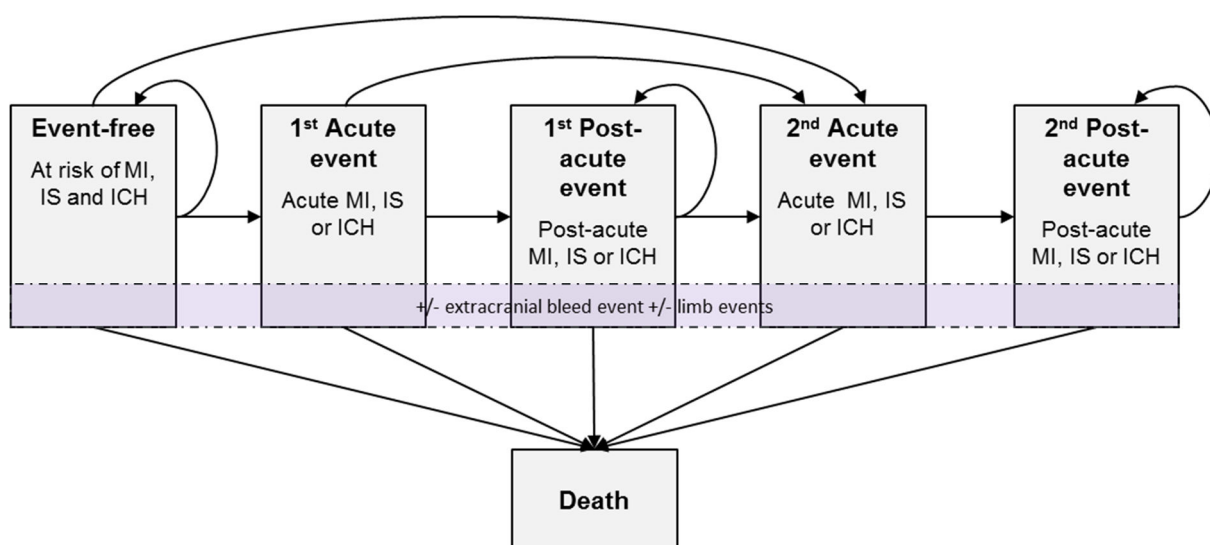 Event-free
At risk of MI,
IS and ICH
1st Acute
event
Acute MI, IS
or ICH
1st Post-
acute
event
Post-acute
MI, IS or ICH
2nd Acute
event
Acute  MI, IS
or ICH
2nd Post-
acute
event
Post-acute
MI, IS or ICH
+/- extracranial bleed event +/- limb events
Death